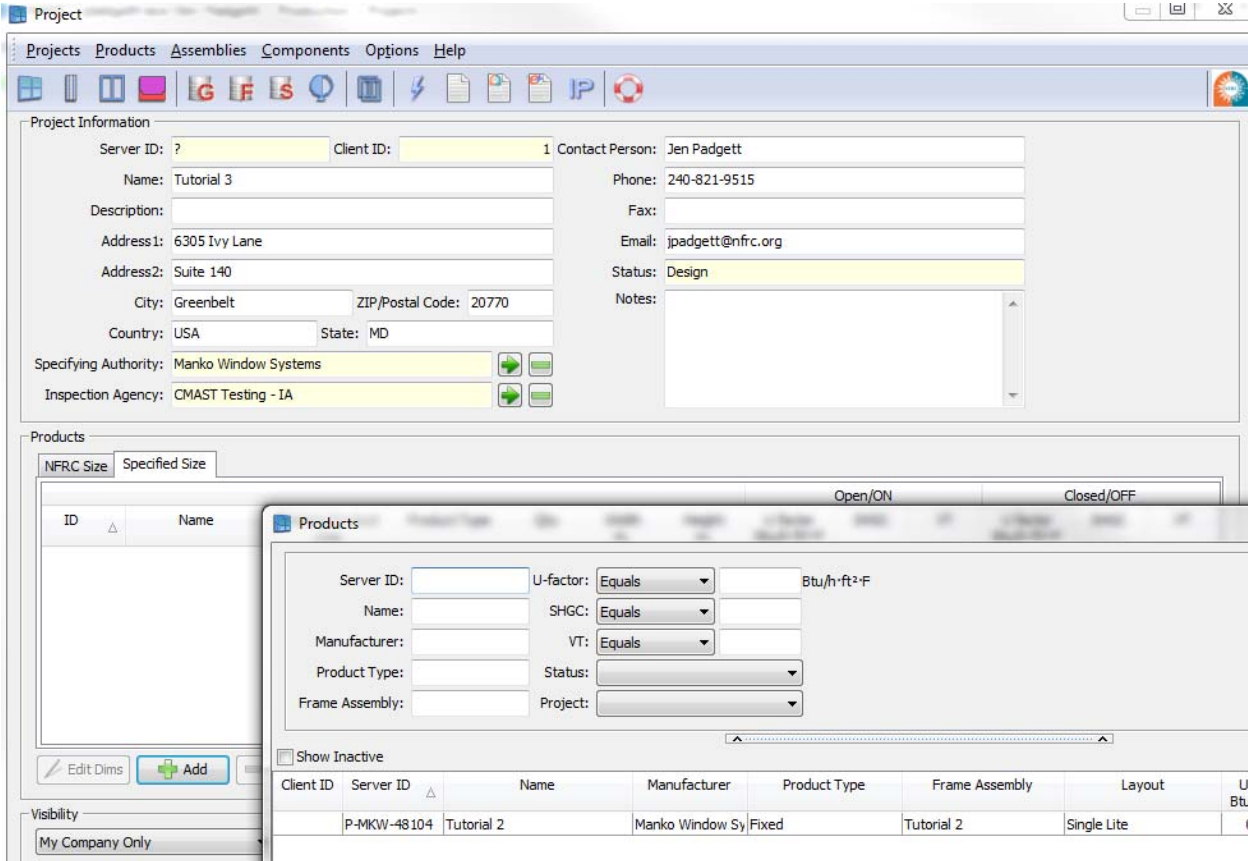 Project
Projects Products Assemblies Components Options Help
G F S IP
Project Information
Server ID: ? Client ID: 1 Contact Person: Jen Padgett
Name: Tutorial 3 Phone: 240-821-9515
Description: Fax:
Address1: 6305 Ivy Lane Email: jpadgett@nfrc.org
Address2: Suite 140 Status: Design
City: Greenbelt ZIP/Postal Code: 20770 Notes:
Country: USA State: MD
Specifying Authority: Manko Window Systems
Inspection Agency: CMAST Testing - IA
Products
NFRC Size Specified Size
Open/ON Closed/OFF
ID Name
Products
Server ID: U-factor: Equals Btu/h·ft²·F
Name: SHGC: Equals
Manufacturer: VT: Equals
Product Type: Status:
Frame Assembly: Project:
Show Inactive
Edit Dims Add
Client ID Server ID Name Manufacturer Product Type Frame Assembly Layout U
Btu
Visibility
P-MKW-48104 Tutorial 2 Manko Window Sy Fixed Tutorial 2 Single Lite
My Company Only